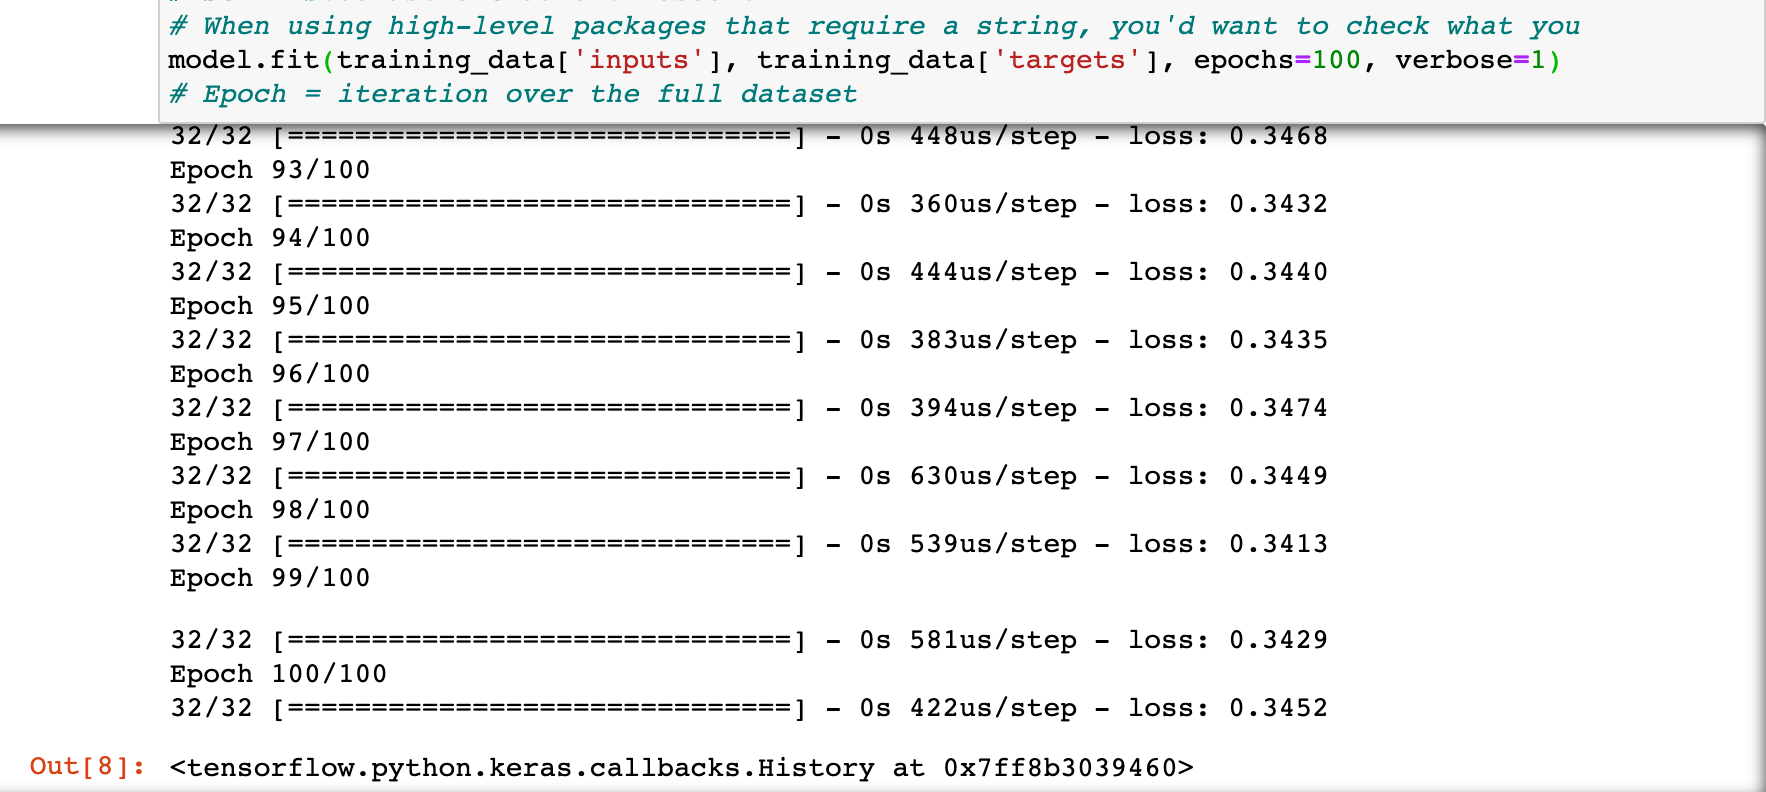 # When using high-level packages that require a string, you'd want to check what you
model.fit(training_data['inputs'], training_data['targets'], epochs=100, verbose=1)
# Epoch = iteration over the full dataset
32/32 [==============================] - 0s 448us/step - loss: 0.3468
Epoch 93/100
32/32 [==============================] - 0s 360us/step - loss: 0.3432
Epoch 94/100
32/32 [==============================] - 0s 444us/step - loss: 0.3440
Epoch 95/100
32/32 [==============================] - 0s 383us/step - loss: 0.3435
Epoch 96/100
32/32 [==============================] - 0s 394us/step - loss: 0.3474
Epoch 97/100
32/32 [==============================] - 0s 630us/step - loss: 0.3449
Epoch 98/100
32/32 [==============================] - 0s 539us/step - loss: 0.3413
Epoch 99/100
32/32 [==============================] - 0s 581us/step - loss: 0.3429
Epoch 100/100
32/32 [==============================] - 0s 422us/step - loss: 0.3452
Out[8]: <tensorflow.python.keras.callbacks.History at 0x7ff8b3039460>